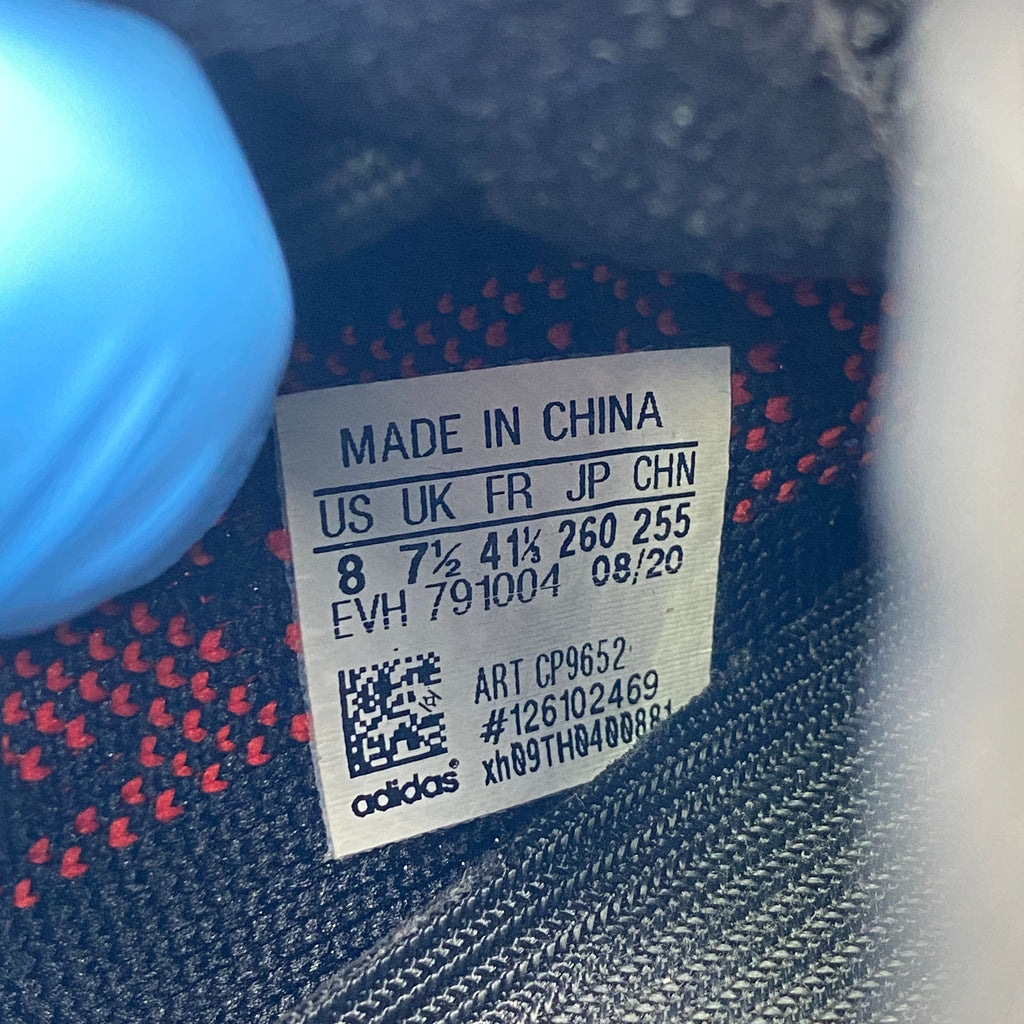 MADE IN CHINA
US UK FR JP CHN
8 7½ 41⅓ 260 255
EVH 791004 08/20
ART CP9652
#126102469
xh09TH0400881
adidas®